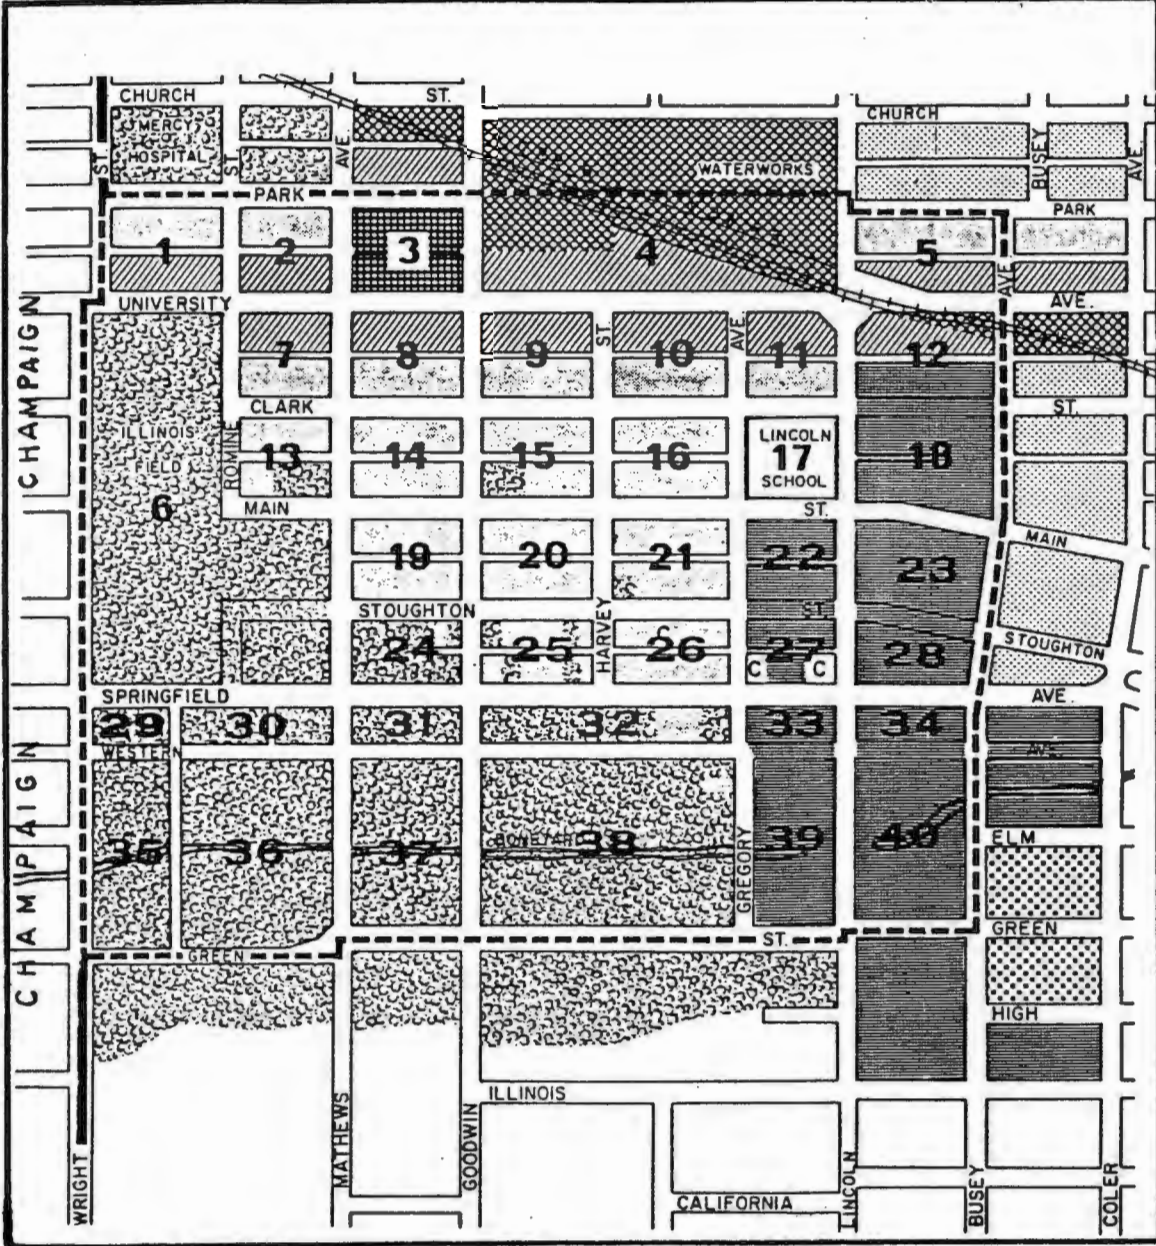 CHURCH ST.
CHURCH
MERCY
HOSPITAL
ST.
ST.
AVE.
WATERWORKS
BUSEY
AVE.
PARK
PARK
1
2
3
4
5
AVE.
UNIVERSITY
AVE.
CHAMPAIGN
7
8
9
ST.
10
AVE.
11
12
CLARK
ST.
ILLINOIS
FIELD
6
ROMINE
13
14
15
16
LINCOLN
17
SCHOOL
18
MAIN
ST.
MAIN
19
20
21
22
23
STOUGHTON
ST.
STOUGHTON
24
25
HARVEY
26
27
C C
28
SPRINGFIELD
AVE.
29
30
31
32
33
34
WESTERN
AVE.
CHAMPAIGN
35
36
37
38
GREGORY
39
40
ELM
GREEN
ST.
GREEN
HIGH
ILLINOIS
WRIGHT
MATHEWS
GOODWIN
CALIFORNIA
LINCOLN
BUSEY
COLER